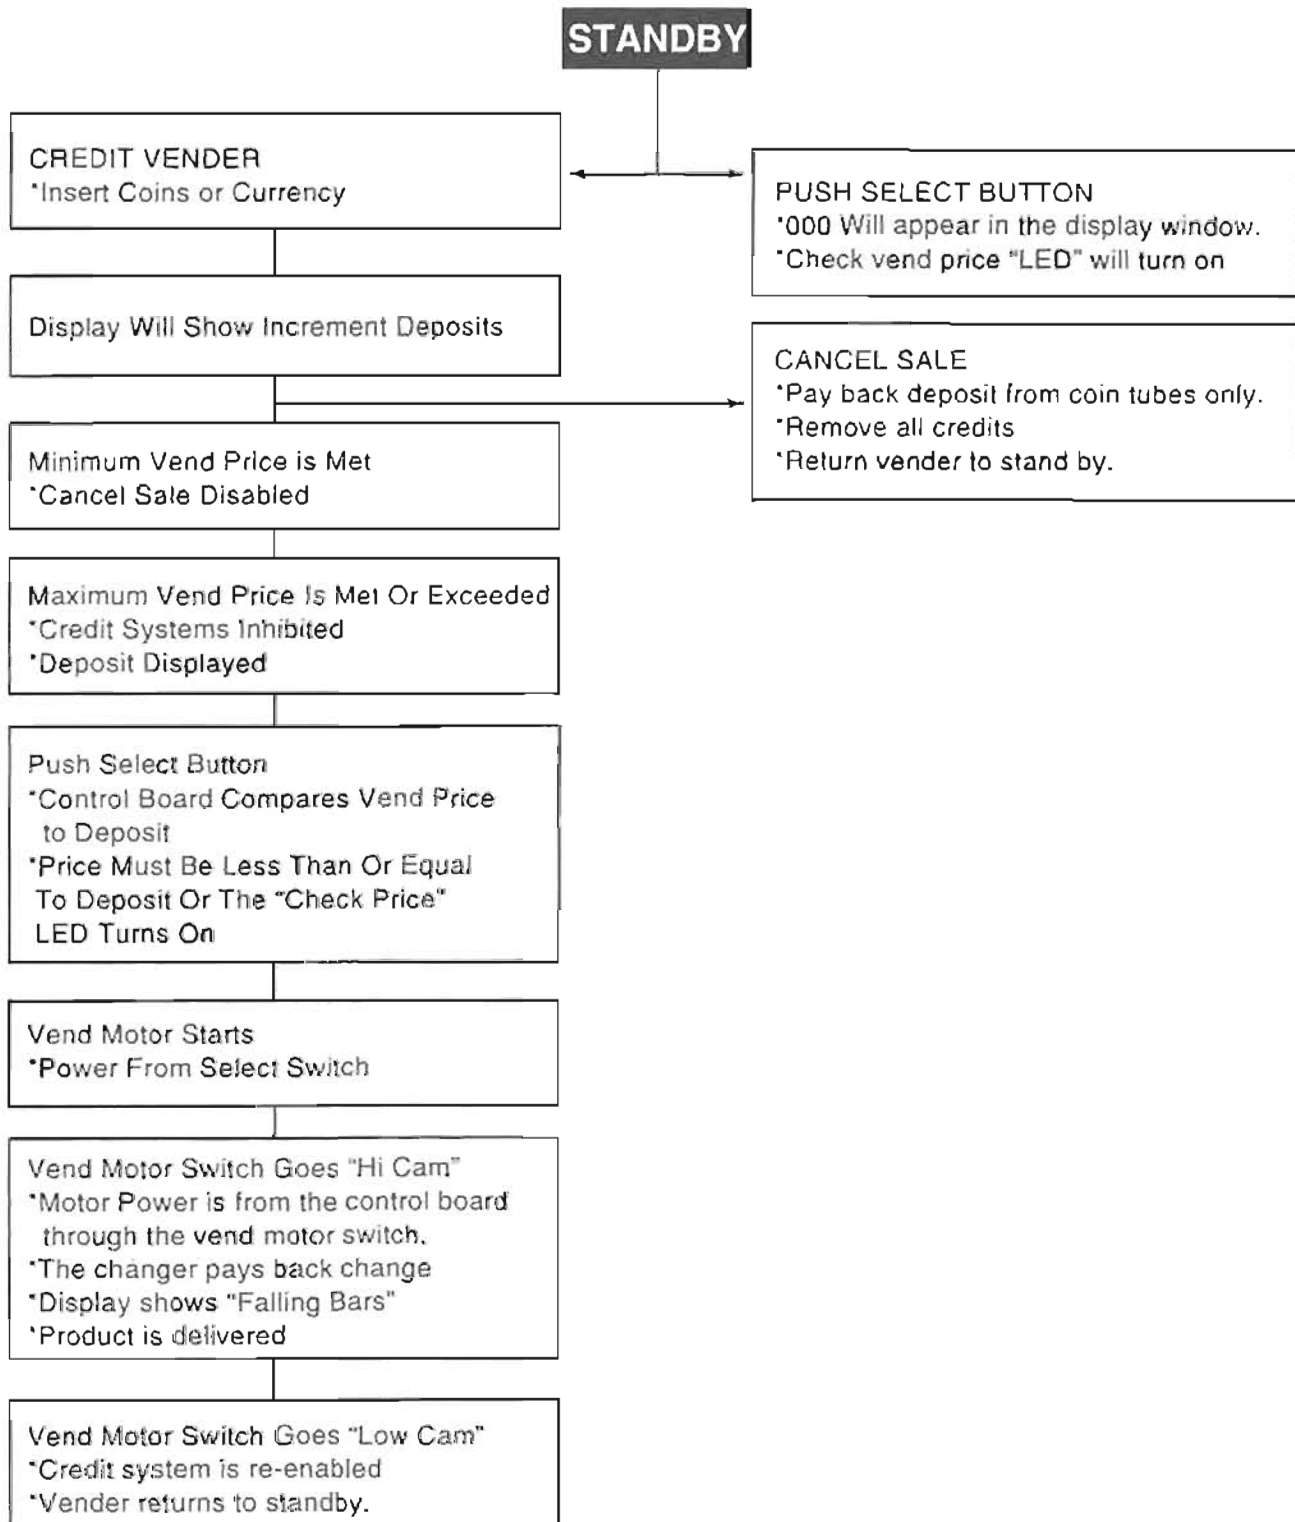 STANDBY
CREDIT VENDER
*Insert Coins or Currency
PUSH SELECT BUTTON
*000 Will appear in the display window.
*Check vend price "LED" will turn on
Display Will Show Increment Deposits
CANCEL SALE
*Pay back deposit from coin tubes only.
*Remove all credits
*Return vender to stand by.
Minimum Vend Price is Met
*Cancel Sale Disabled
Maximum Vend Price Is Met Or Exceeded
*Credit Systems Inhibited
*Deposit Displayed
Push Select Button
*Control Board Compares Vend Price
to Deposit
*Price Must Be Less Than Or Equal
To Deposit Or The "Check Price"
LED Turns On
Vend Motor Starts
*Power From Select Switch
Vend Motor Switch Goes "Hi Cam"
*Motor Power is from the control board
through the vend motor switch.
*The changer pays back change
*Display shows "Falling Bars"
*Product is delivered
Vend Motor Switch Goes "Low Cam"
*Credit system is re-enabled
*Vender returns to standby.